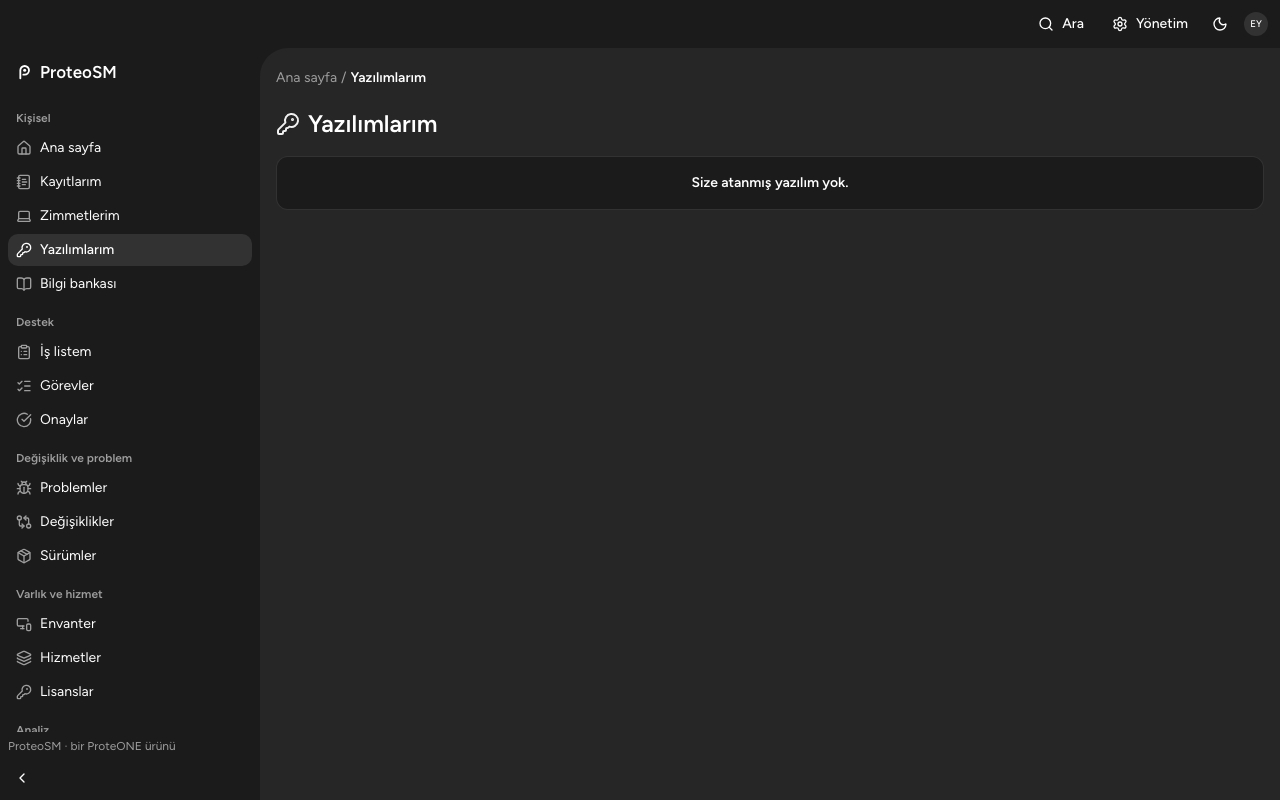 Ara
Yönetim
EY
ProteoSM
Kişisel
Ana sayfa
Kayıtlarım
Zimmetlerim
Yazılımlarım
Bilgi bankası
Destek
İş listem
Görevler
Onaylar
Değişiklik ve problem
Problemler
Değişiklikler
Sürümler
Varlık ve hizmet
Envanter
Hizmetler
Lisanslar
Analiz
ProteoSM · bir ProteONE ürünü
Ana sayfa / Yazılımlarım
Yazılımlarım
Size atanmış yazılım yok.